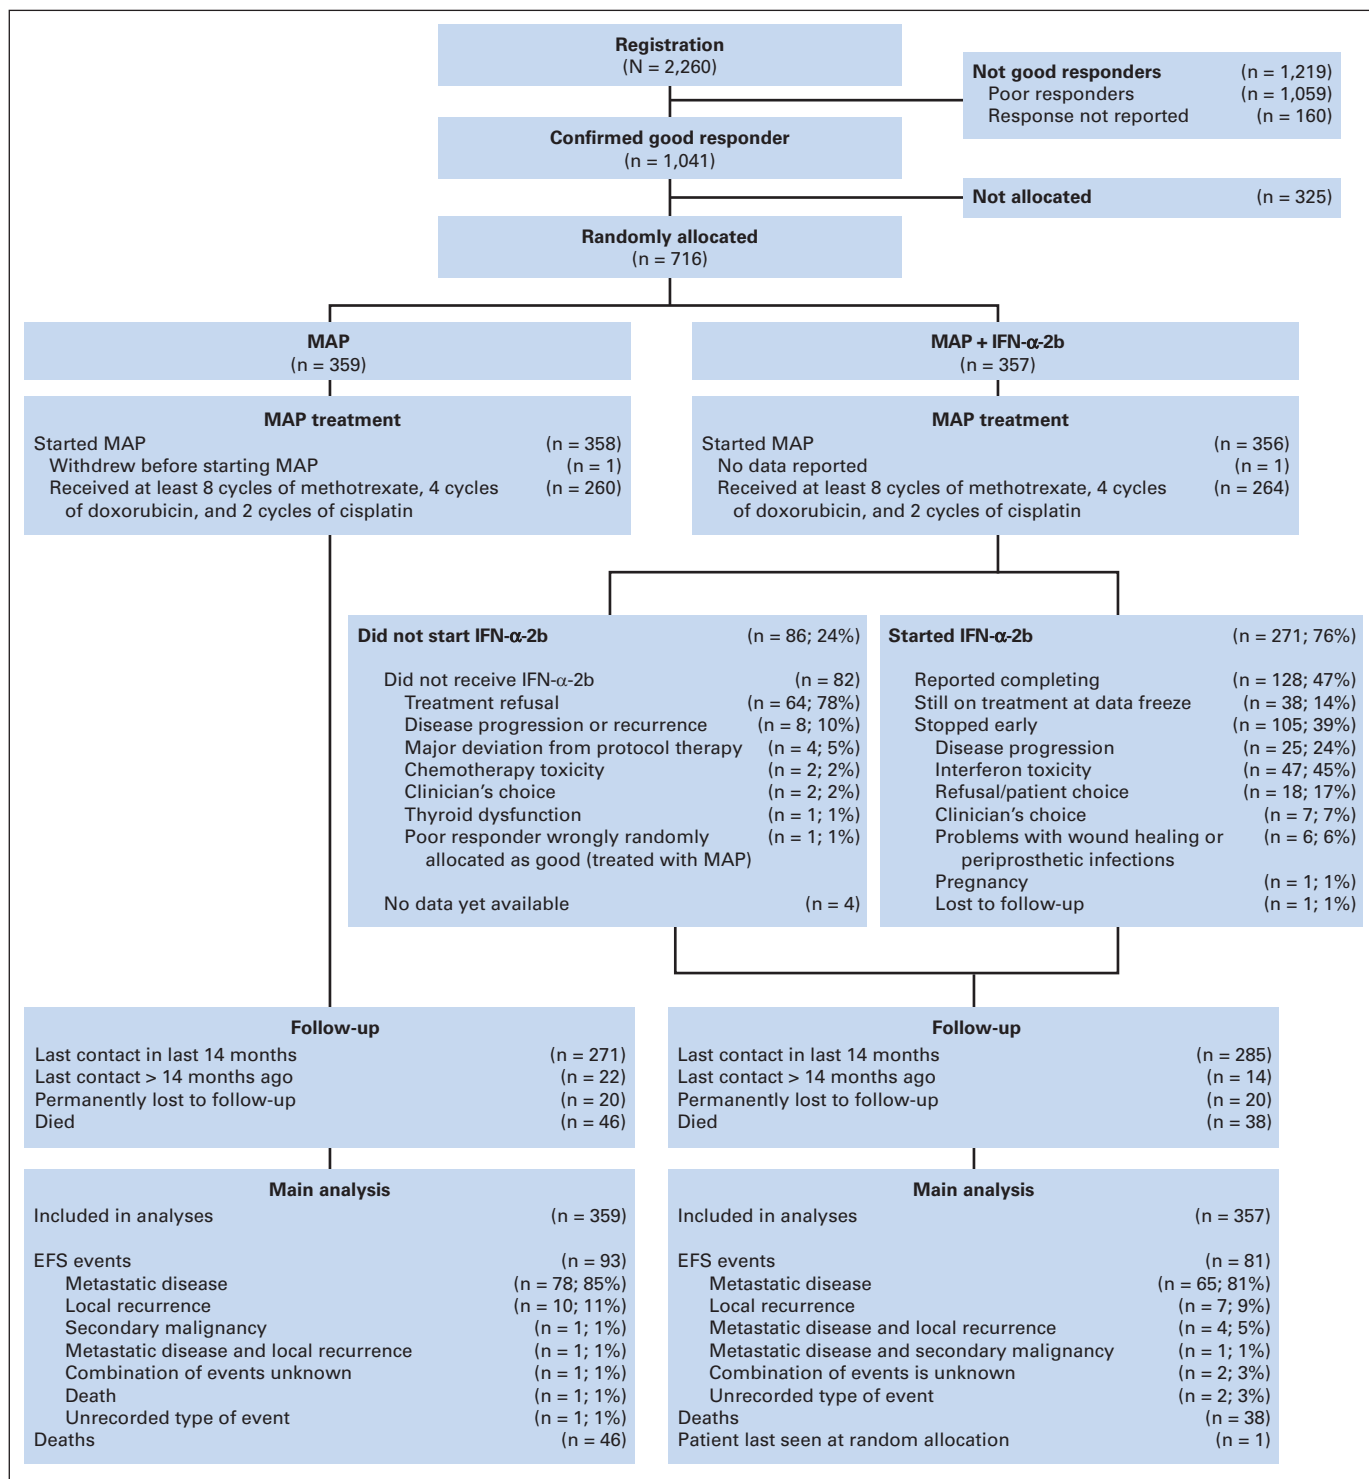 Registration
(N = 2,260)
Not good responders (n = 1,219)
Poor responders (n = 1,059)
Response not reported (n = 160)
Confirmed good responder
(n = 1,041)
Not allocated (n = 325)
Randomly allocated
(n = 716)
MAP
(n = 359)
MAP + IFN-α-2b
(n = 357)
MAP treatment
Started MAP (n = 358)
Withdrew before starting MAP (n = 1)
Received at least 8 cycles of methotrexate, 4 cycles (n = 260)
of doxorubicin, and 2 cycles of cisplatin
MAP treatment
Started MAP (n = 356)
No data reported (n = 1)
Received at least 8 cycles of methotrexate, 4 cycles (n = 264)
of doxorubicin, and 2 cycles of cisplatin
Did not start IFN-α-2b (n = 86; 24%)
Did not receive IFN-α-2b (n = 82)
Treatment refusal (n = 64; 78%)
Disease progression or recurrence (n = 8; 10%)
Major deviation from protocol therapy (n = 4; 5%)
Chemotherapy toxicity (n = 2; 2%)
Clinician's choice (n = 2; 2%)
Thyroid dysfunction (n = 1; 1%)
Poor responder wrongly randomly (n = 1; 1%)
allocated as good (treated with MAP)
No data yet available (n = 4)
Started IFN-α-2b (n = 271; 76%)
Reported completing (n = 128; 47%)
Still on treatment at data freeze (n = 38; 14%)
Stopped early (n = 105; 39%)
Disease progression (n = 25; 24%)
Interferon toxicity (n = 47; 45%)
Refusal/patient choice (n = 18; 17%)
Clinician's choice (n = 7; 7%)
Problems with wound healing or (n = 6; 6%)
periprosthetic infections
Pregnancy (n = 1; 1%)
Lost to follow-up (n = 1; 1%)
Follow-up
Last contact in last 14 months (n = 271)
Last contact > 14 months ago (n = 22)
Permanently lost to follow-up (n = 20)
Died (n = 46)
Follow-up
Last contact in last 14 months (n = 285)
Last contact > 14 months ago (n = 14)
Permanently lost to follow-up (n = 20)
Died (n = 38)
Main analysis
Included in analyses (n = 359)
EFS events (n = 93)
Metastatic disease (n = 78; 85%)
Local recurrence (n = 10; 11%)
Secondary malignancy (n = 1; 1%)
Metastatic disease and local recurrence (n = 1; 1%)
Combination of events unknown (n = 1; 1%)
Death (n = 1; 1%)
Unrecorded type of event (n = 1; 1%)
Deaths (n = 46)
Main analysis
Included in analyses (n = 357)
EFS events (n = 81)
Metastatic disease (n = 65; 81%)
Local recurrence (n = 7; 9%)
Metastatic disease and local recurrence (n = 4; 5%)
Metastatic disease and secondary malignancy (n = 1; 1%)
Combination of events is unknown (n = 2; 3%)
Unrecorded type of event (n = 2; 3%)
Deaths (n = 38)
Patient last seen at random allocation (n = 1)